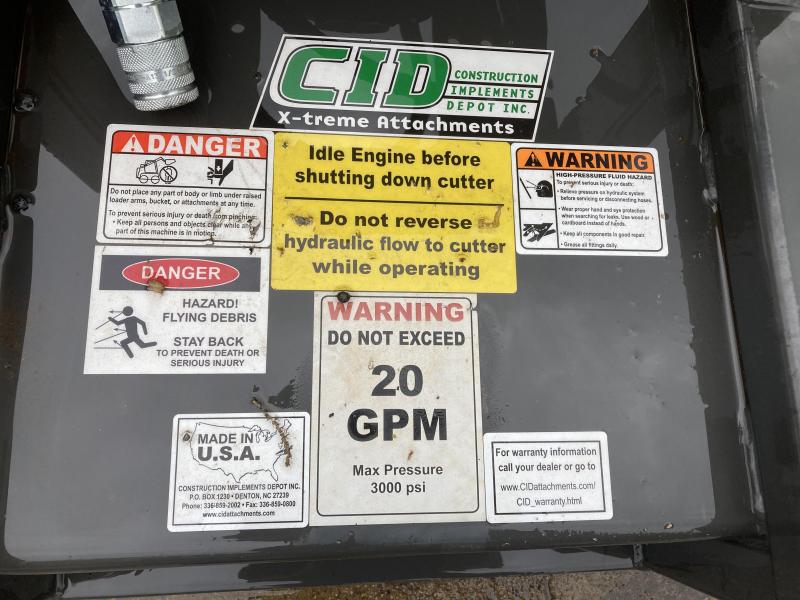 CID
CONSTRUCTION
IMPLEMENTS
DEPOT INC.
X-treme Attachments
DANGER
Do not place any part of body or limb under raised
loader arms, bucket, or attachments at any time.
To prevent serious injury or death from pinching:
• Keep all persons and objects clear while any
part of this machine is in motion.
Idle Engine before
shutting down cutter
Do not reverse
hydraulic flow to cutter
while operating
WARNING
HIGH-PRESSURE FLUID HAZARD
To prevent serious injury or death:
• Relieve pressure on hydraulic system
before servicing or disconnecting hoses.
• Wear proper hand and eye protection
when searching for leaks. Use wood or
cardboard instead of hands.
• Keep all components in good repair.
• Grease all fittings daily.
DANGER
HAZARD!
FLYING DEBRIS
STAY BACK
TO PREVENT DEATH OR
SERIOUS INJURY
WARNING
DO NOT EXCEED
20
GPM
Max Pressure
3000 psi
MADE IN
U.S.A.
CONSTRUCTION IMPLEMENTS DEPOT INC.
P.O. BOX 1230 • DENTON, NC 27239
Phone: 336/859-2002 • Fax: 336-859-0800
www.cidattachments.com
For warranty information
call your dealer or go to
www.CIDattachments.com/
CID_warranty.html